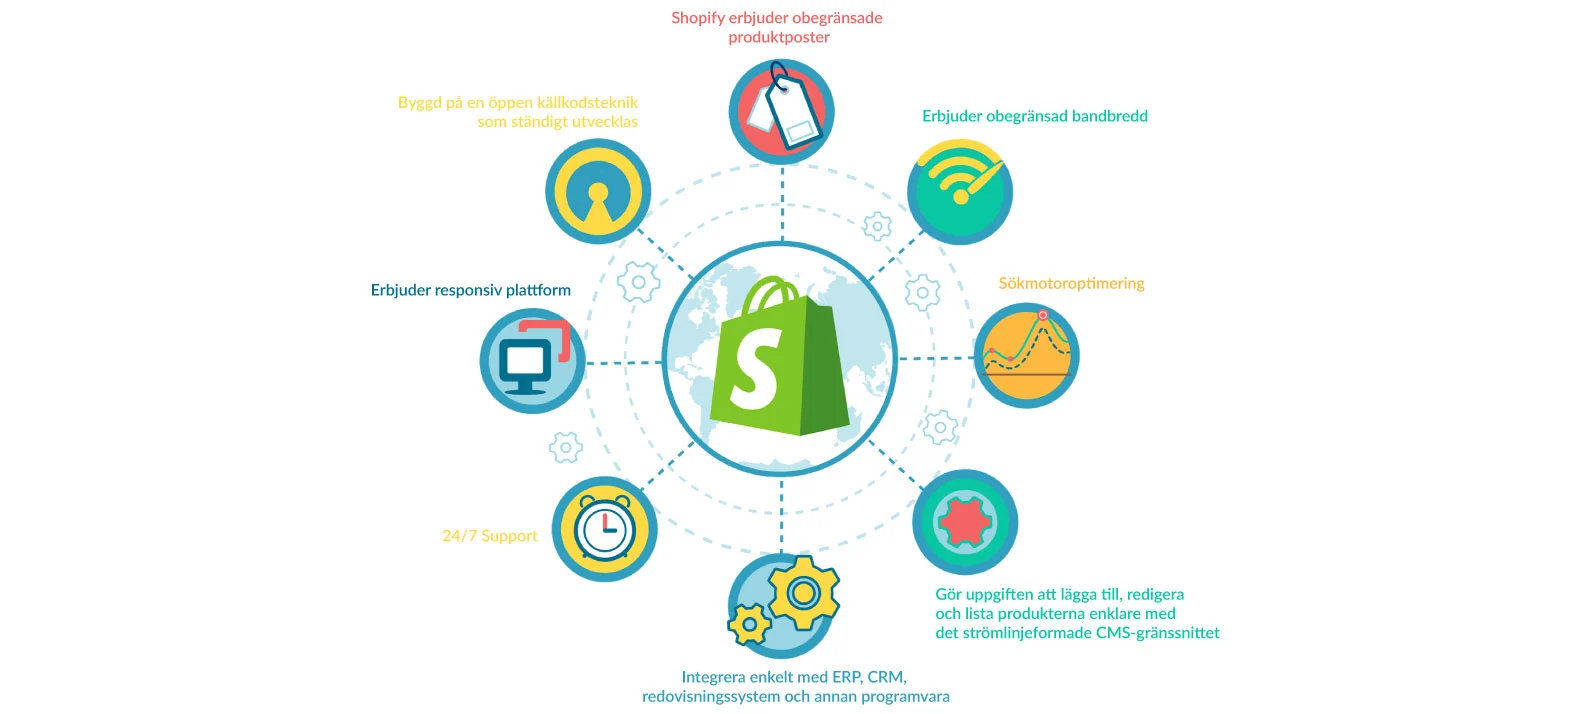 Shopify erbjuder obegränsade
produktposter
Byggd på en öppen källkodsteknik
som ständigt utvecklas
Erbjuder obegränsad bandbredd
Erbjuder responsiv plattform
Sökmotoroptimering
S
24/7 Support
Gör uppgiften att lägga till, redigera
och lista produkterna enklare med
det strömlinjeformade CMS-gränssnittet
Integrera enkelt med ERP, CRM,
redovisningssystem och annan programvara